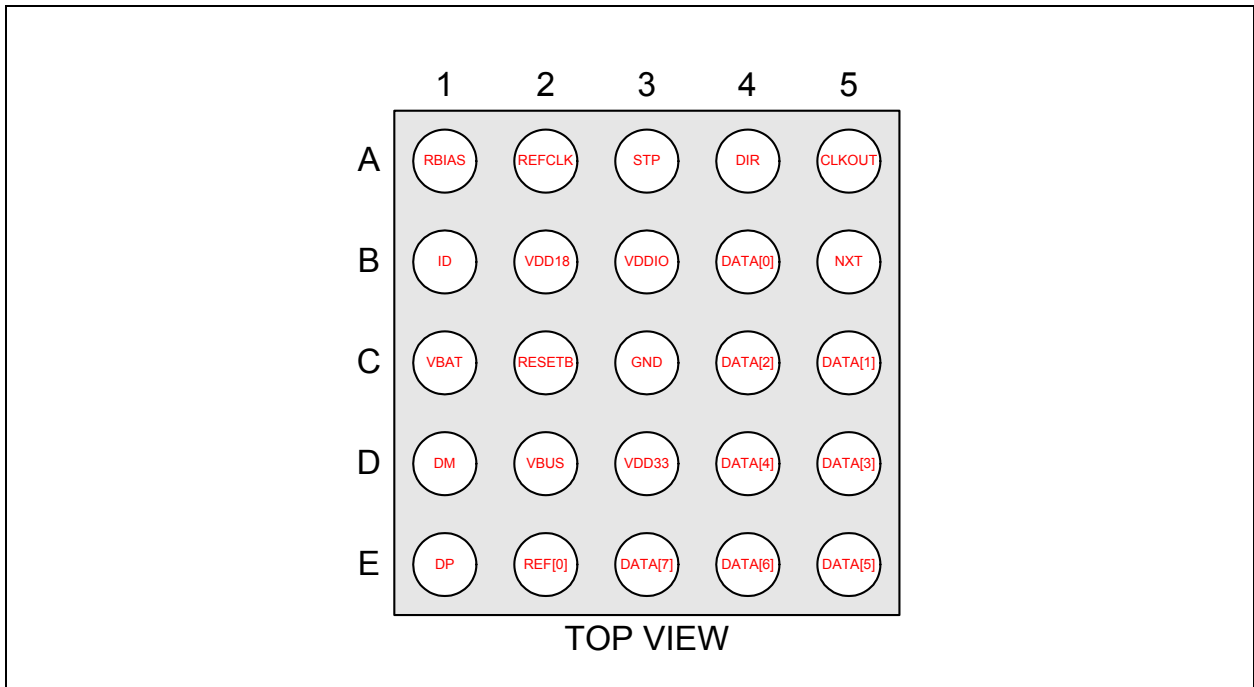 1 2 3 4 5
A RBIAS REFCLK STP DIR CLKOUT
B ID VDD18 VDDIO DATA[0] NXT
C VBAT RESETB GND DATA[2] DATA[1]
D DM VBUS VDD33 DATA[4] DATA[3]
E DP REF[0] DATA[7] DATA[6] DATA[5]
TOP VIEW